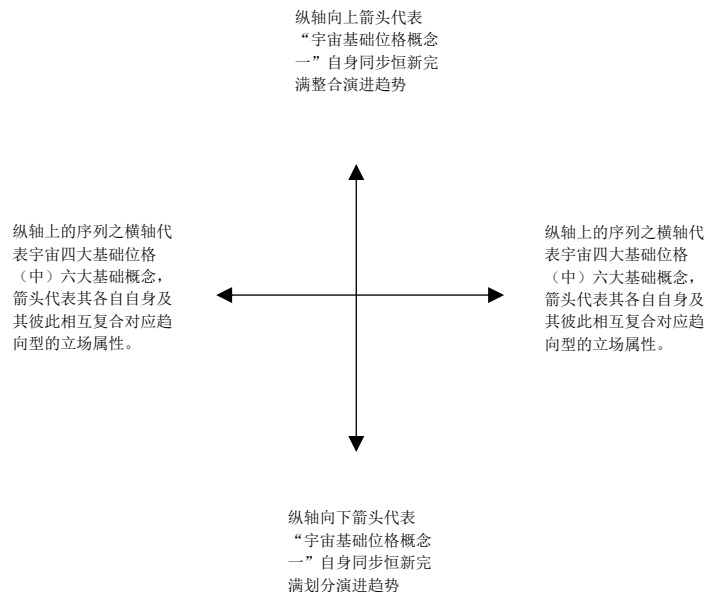 纵轴向上箭头代表
“宇宙基础位格概念
一”自身同步恒新完
满整合演进趋势
纵轴上的序列之横轴代
表宇宙四大基础位格
（中）六大基础概念，
箭头代表其各自自身及
其彼此相互复合对应趋
向型的立场属性。
纵轴上的序列之横轴代
表宇宙四大基础位格
（中）六大基础概念，
箭头代表其各自自身及
其彼此相互复合对应趋
向型的立场属性。
纵轴向下箭头代表
“宇宙基础位格概念
一”自身同步恒新完
满划分演进趋势